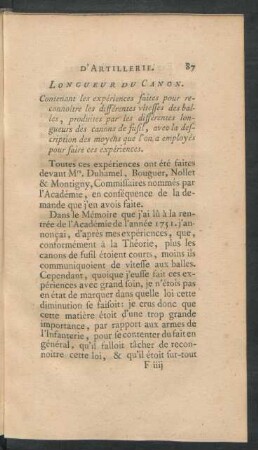 D'ARTILLERIE. 87
LONGUEUR DU CANON.
Contenant les expériences faites pour re-
connoître les différentes vîtesses des bal-
les, produites par les différentes lon-
gueurs des canons de fusil, avec la des-
cription des moyens que l'on a employés
pour faire ces expériences.
Toutes ces expériences ont été faites
devant Mrs. Duhamel, Bouguer, Nollet
& Montigny, Commissaires nommés par
l'Académie, en conséquence de la
demande que j'en avois faite.
Dans le Mémoire que j'ai lû à la ren-
trée de l'Académie de l'année 1751. j'an-
nonçai, d'après mes expériences, que,
conformément à la Théorie, plus les
canons de fusil étoient courts, moins ils
communiquoient de vîtesse aux balles.
Cependant, quoique j'eusse fait ces ex-
périences avec grand soin, je n'étois pas
en état de marquer dans quelle loi cette
diminution se faisoit: je crus donc que
cette matière étoit d'une trop grande
importance, par rapport aux armes de
l'Infanterie, pour se contenter du fait en
général, qu'il falloit tâcher de recon-
noître cette loi, & qu'il étoit sur-tout
F iiij